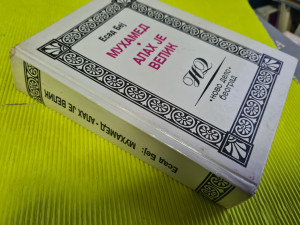 Есад Беј
МУХАМЕД
АЛАХ ЈЕ
ВЕЛИК
•НОВО ДЕЛО•
БЕОГРАД
Есад Беј: МУХАМЕД - АЛАХ ЈЕ ВЕЛИК